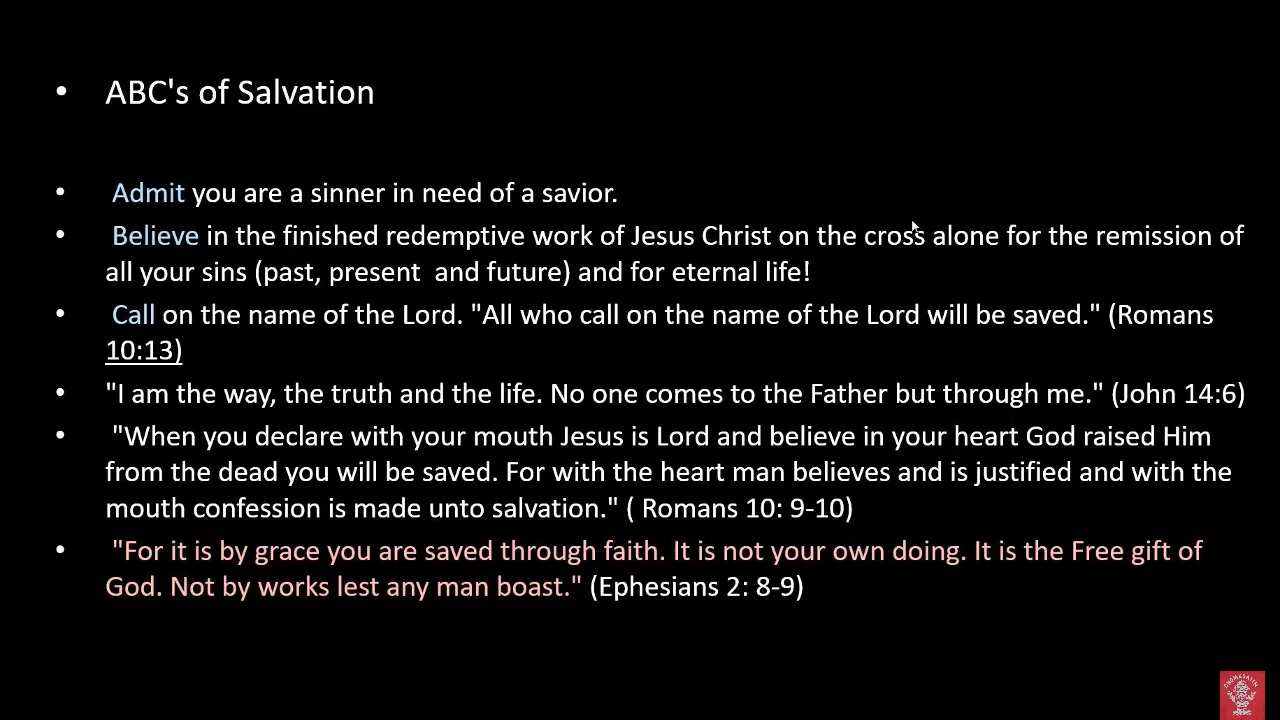 • ABC's of Salvation
• Admit you are a sinner in need of a savior.
• Believe in the finished redemptive work of Jesus Christ on the cross alone for the remission of
all your sins (past, present and future) and for eternal life!
• Call on the name of the Lord. "All who call on the name of the Lord will be saved." (Romans
10:13)
• "I am the way, the truth and the life. No one comes to the Father but through me." (John 14:6)
• "When you declare with your mouth Jesus is Lord and believe in your heart God raised Him
from the dead you will be saved. For with the heart man believes and is justified and with the
mouth confession is made unto salvation." ( Romans 10: 9-10)
• "For it is by grace you are saved through faith. It is not your own doing. It is the Free gift of
God. Not by works lest any man boast." (Ephesians 2: 8-9)